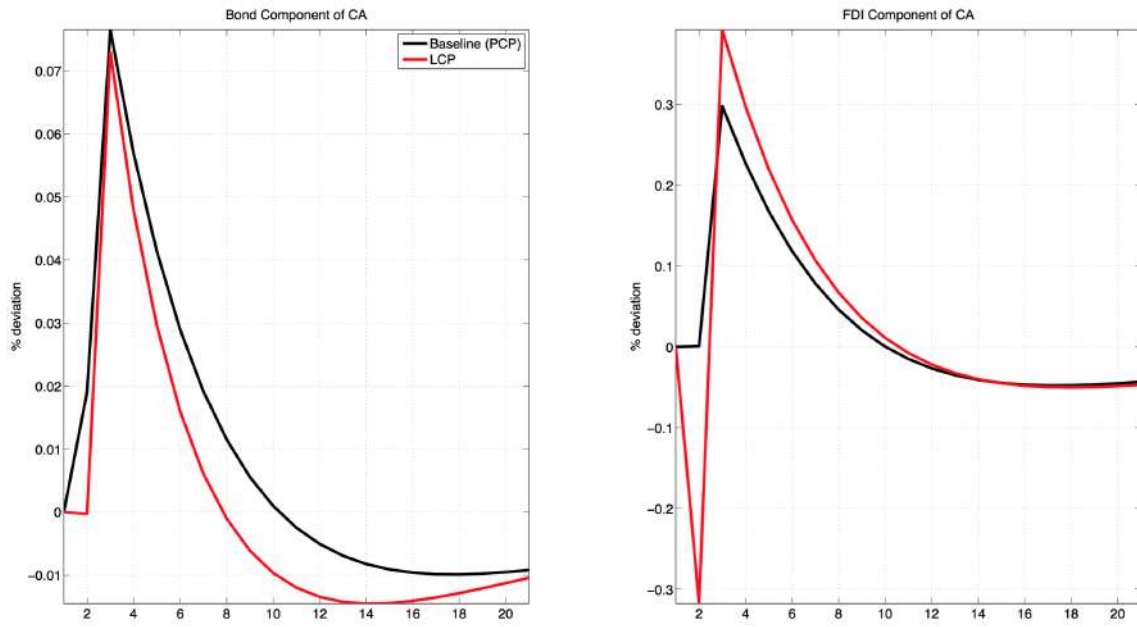 Bond Component of CA
Baseline (PCP)
LCP
% deviation
0.07
0.06
0.05
0.04
0.03
0.02
0.01
0
−0.01
2 4 6 8 10 12 14 16 18 20
FDI Component of CA
% deviation
0.3
0.2
0.1
0
−0.1
−0.2
−0.3
2 4 6 8 10 12 14 16 18 20